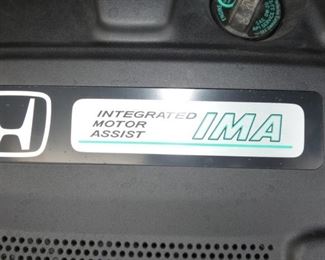 INTEGRATED
MOTOR
ASSIST
IMA